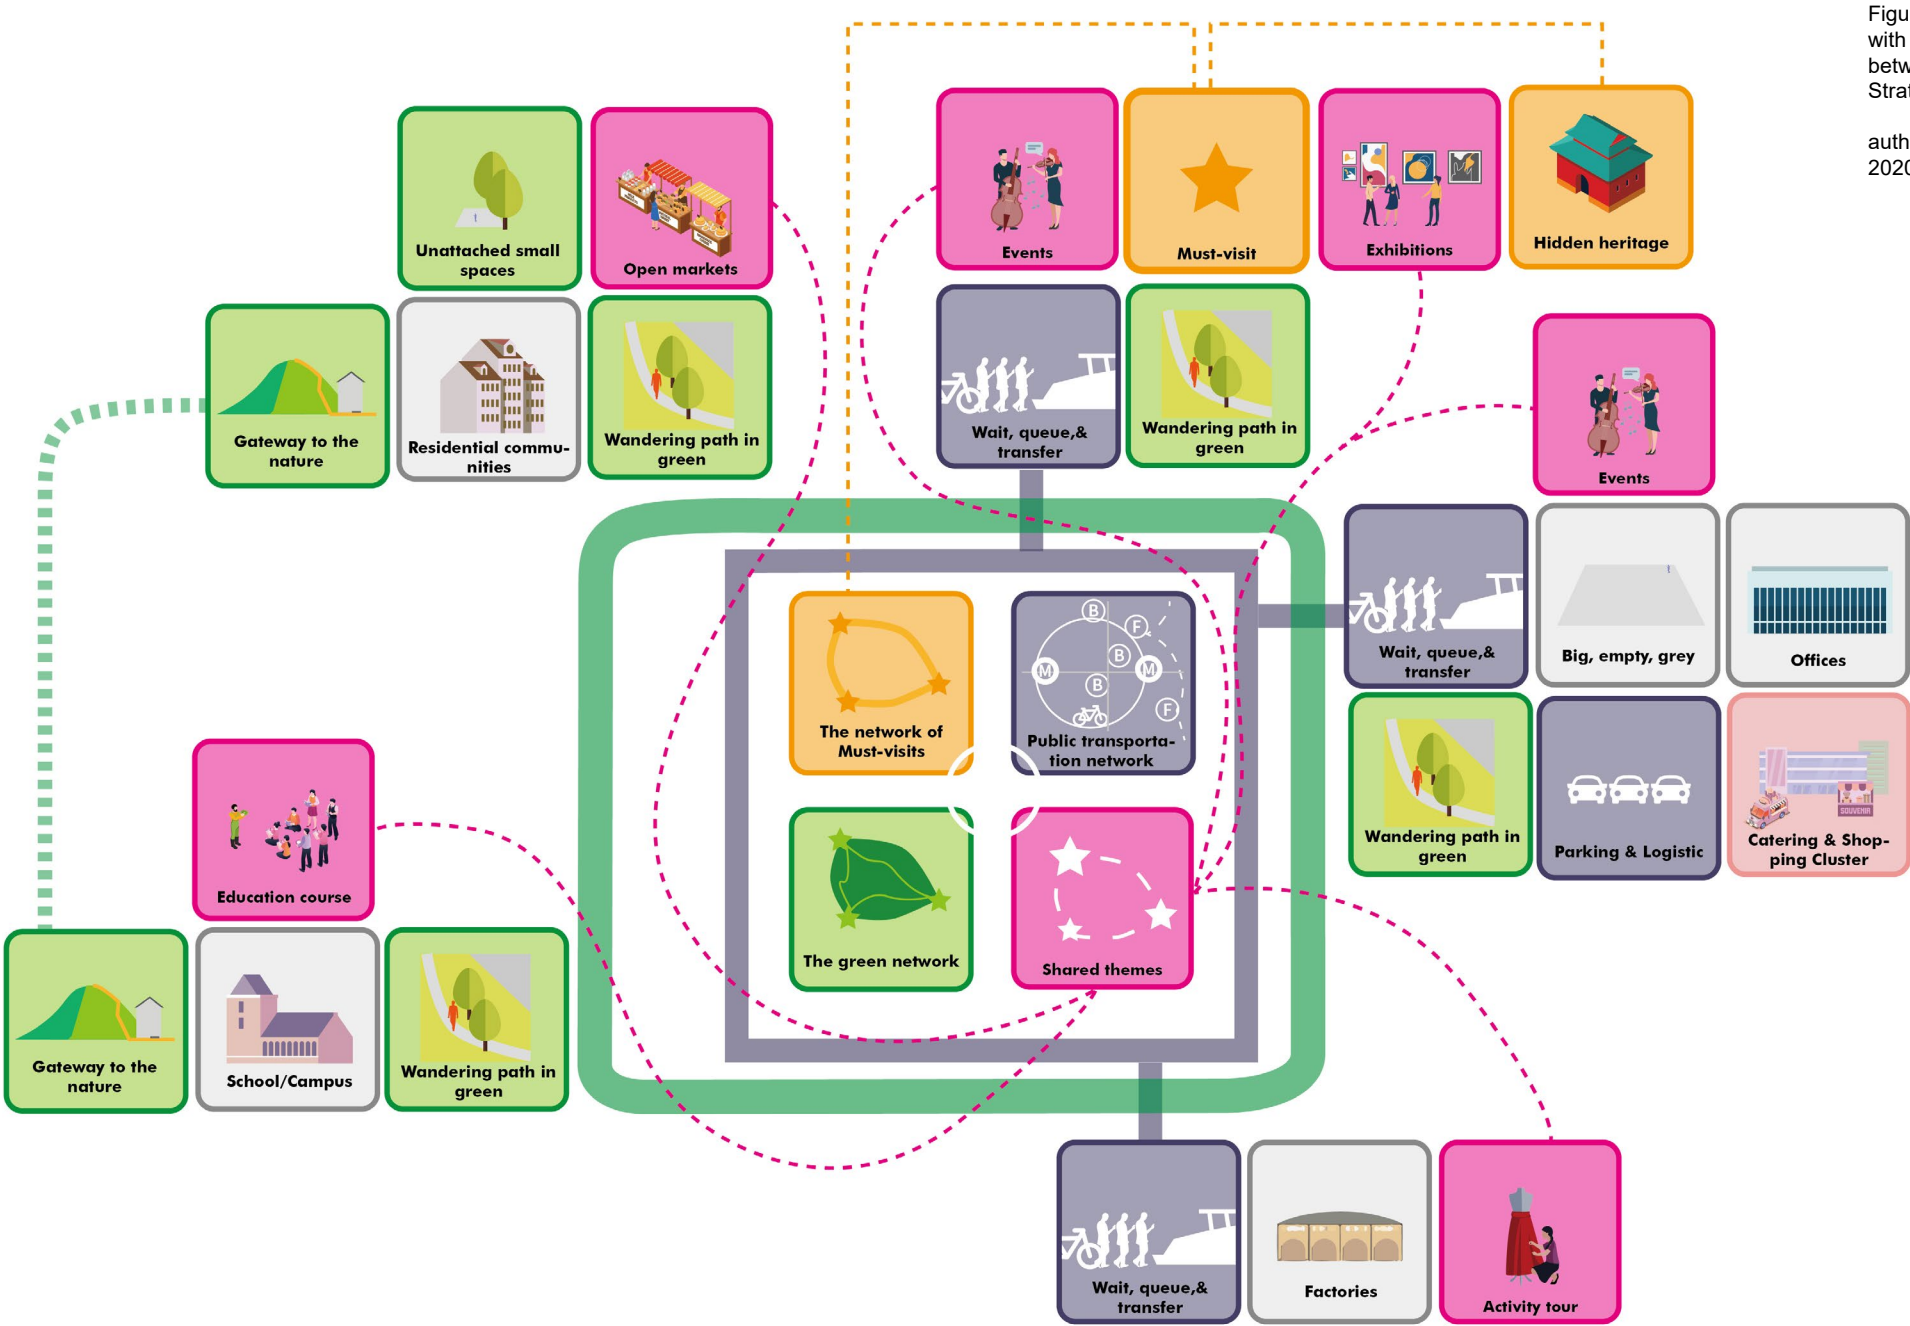 Figu
with
betw
Strat
auth
2020
Unattached small
spaces
Open markets
Events
Must-visit
Exhibitions
Hidden heritage
Gateway to the
nature
Residential commu-
nities
Wandering path in
green
Wait, queue,&
transfer
Wandering path in
green
Events
Wait, queue,&
transfer
Big, empty, grey
Offices
The network of
Must-visits
B
F
B
M
M
B
F
Public transporta-
tion network
Wandering path in
green
Parking & Logistic
SOUVENIR
Catering & Shop-
ping Cluster
Education course
The green network
Shared themes
Gateway to the
nature
School/Campus
Wandering path in
green
Wait, queue,&
transfer
Factories
Activity tour